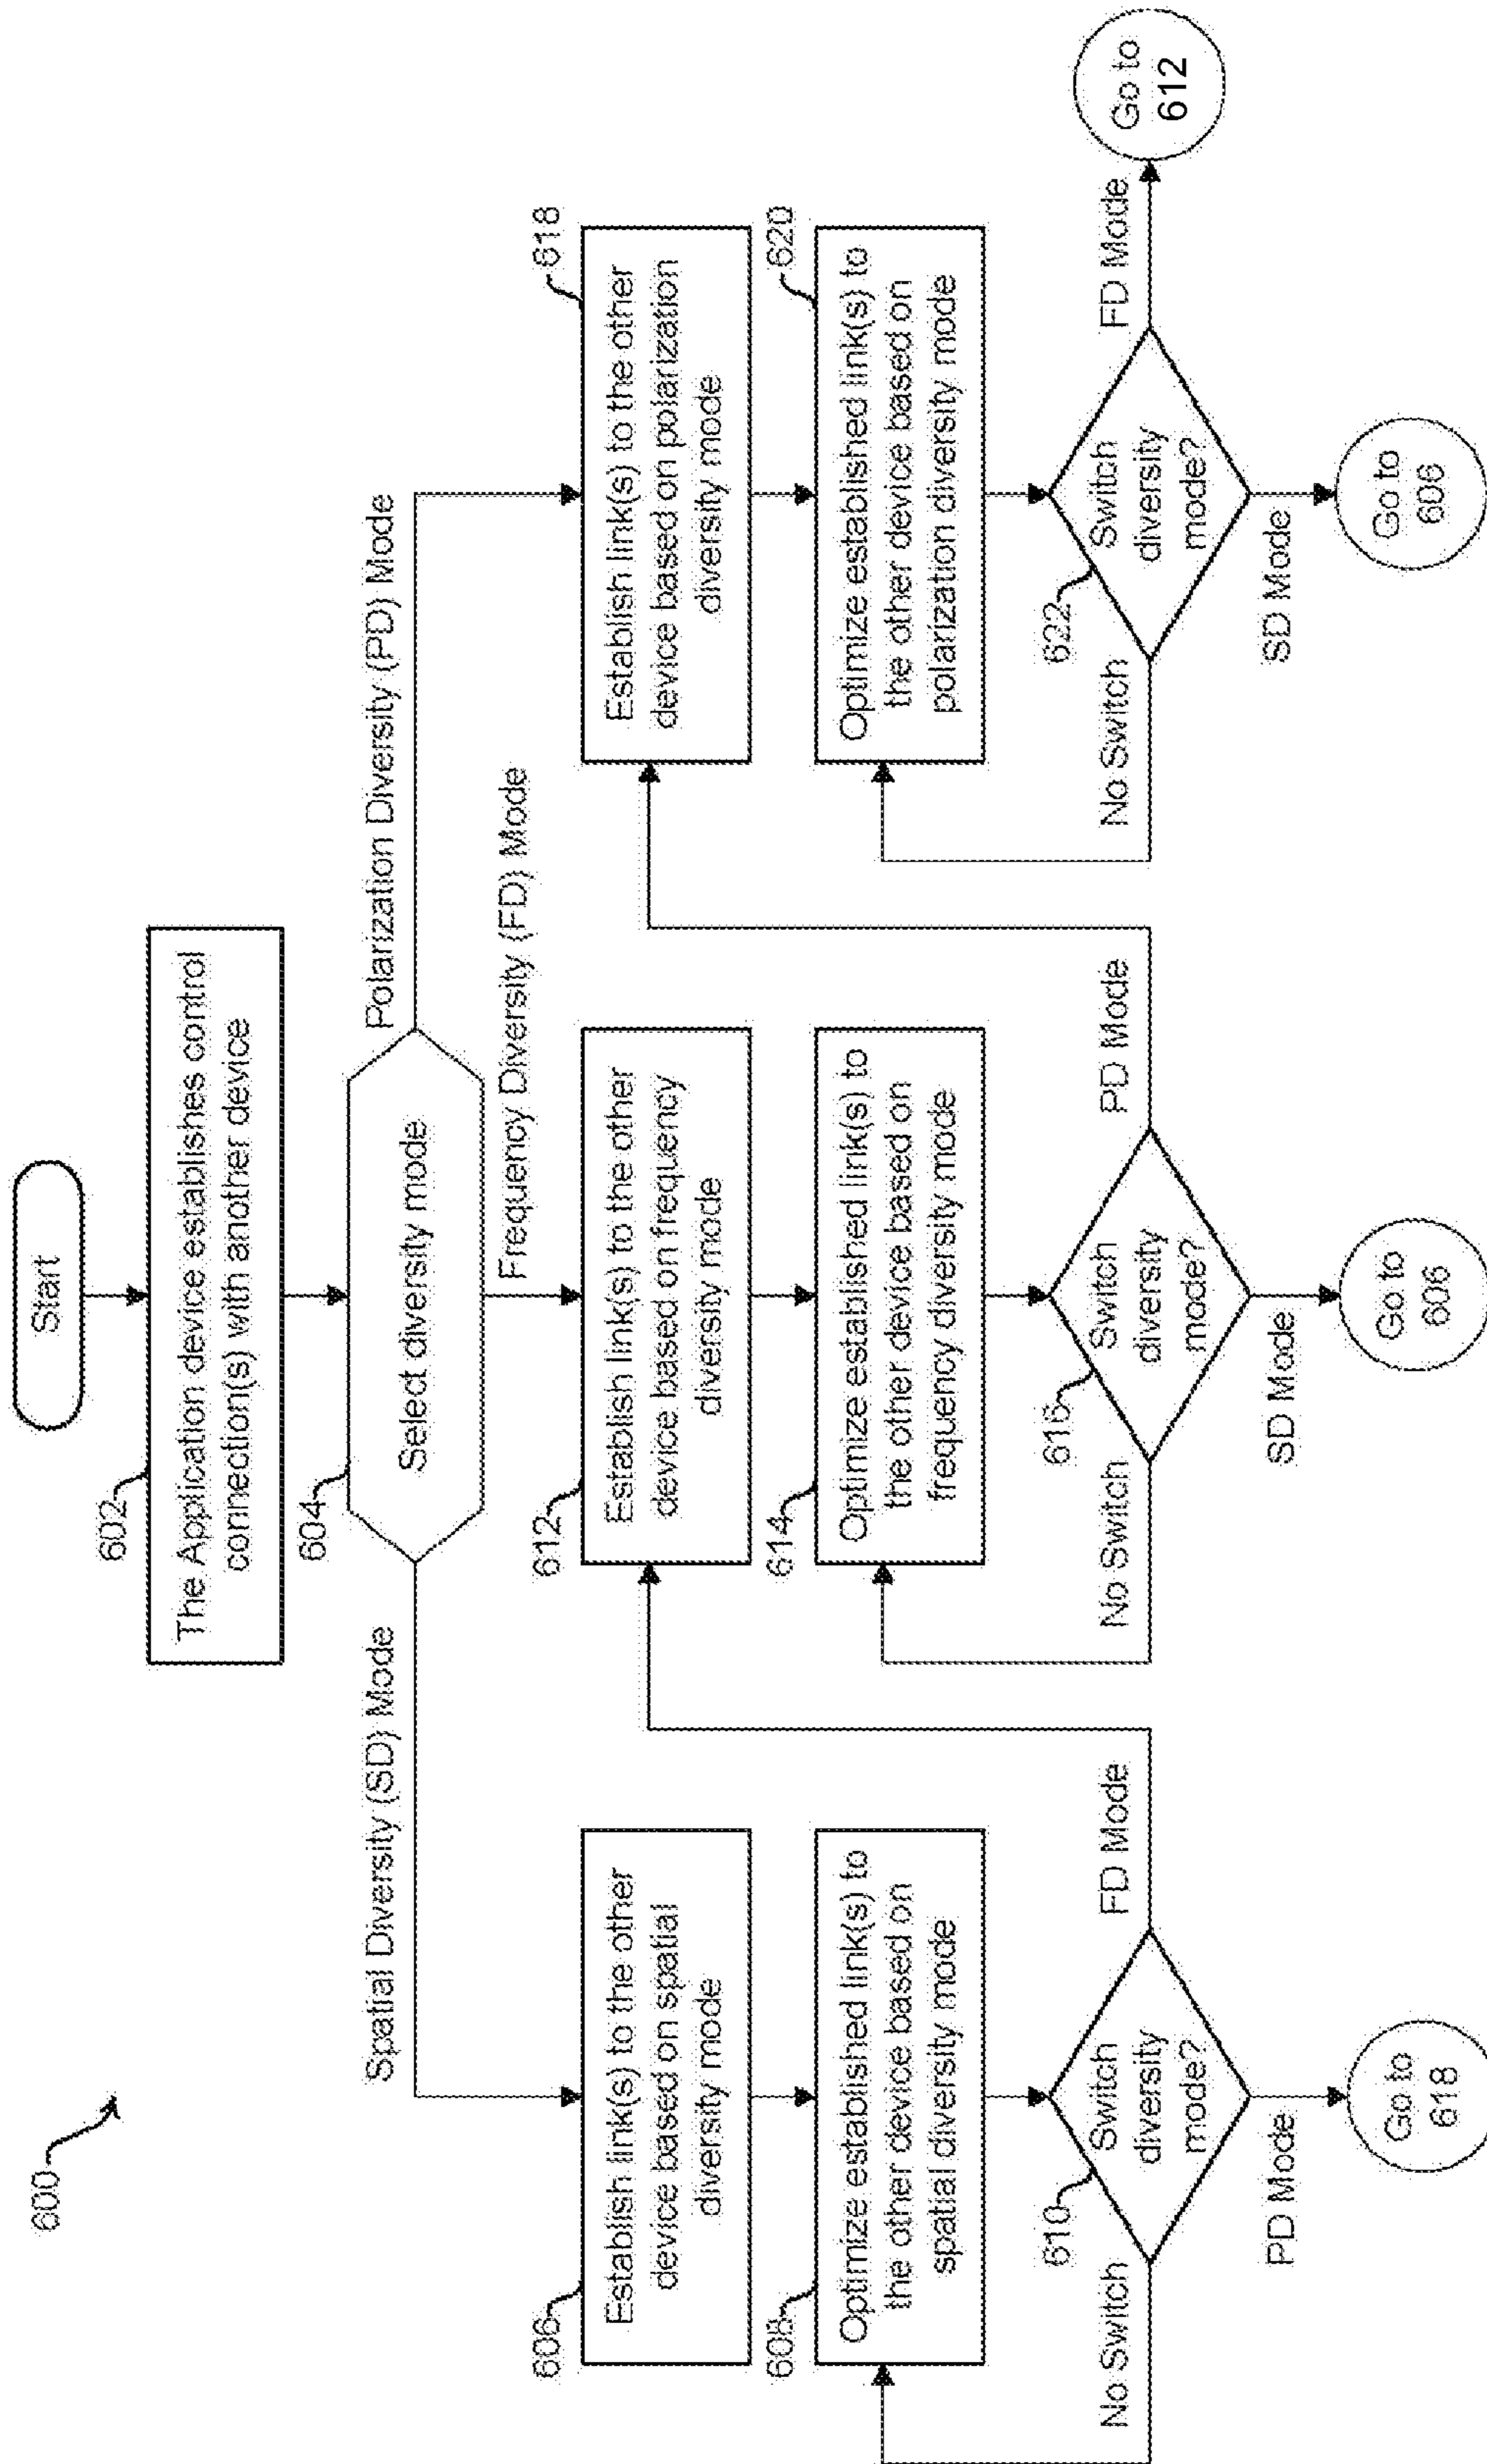 600
Start
602
The Application device establishes control
connection(s) with another device
604
Select diversity mode
Spatial Diversity (SD) Mode
Polarization Diversity (PD) Mode
Frequency Diversity (FD) Mode
606
Establish link(s) to the other
device based on spatial
diversity mode
608
Optimize established link(s) to
the other device based on
spatial diversity mode
610
Switch
diversity
mode?
No Switch
FD Mode
PD Mode
Go to
618
612
Establish link(s) to the other
device based on frequency
diversity mode
614
Optimize established link(s) to
the other device based on
frequency diversity mode
616
Switch
diversity
mode?
No Switch
PD Mode
SD Mode
Go to
606
618
Establish link(s) to the other
device based on polarization
diversity mode
620
Optimize established link(s) to
the other device based on
polarization diversity mode
622
Switch
diversity
mode?
No Switch
FD Mode
Go to
612
SD Mode
Go to
606